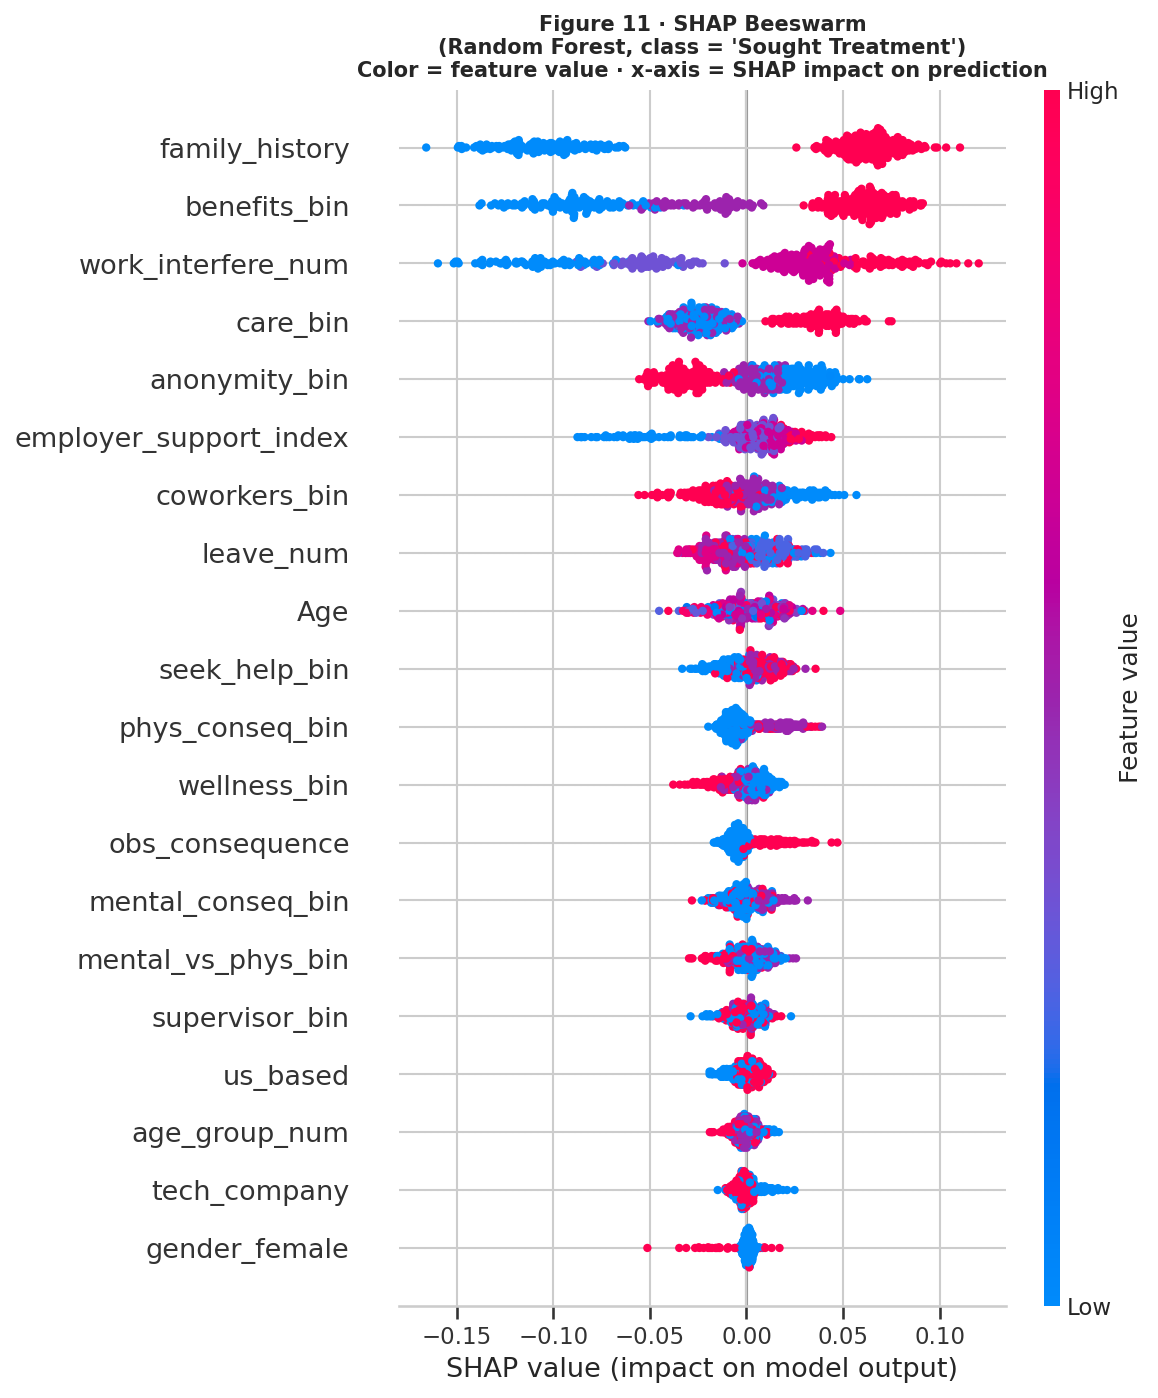 Figure 11 · SHAP Beeswarm
(Random Forest, class = 'Sought Treatment')
Color = feature value · x-axis = SHAP impact on prediction
High
family_history
benefits_bin
work_interfere_num
care_bin
anonymity_bin
employer_support_index
coworkers_bin
leave_num
Age
seek_help_bin
phys_conseq_bin
wellness_bin
obs_consequence
mental_conseq_bin
mental_vs_phys_bin
supervisor_bin
us_based
age_group_num
tech_company
gender_female
Feature value
Low
−0.15 −0.10 −0.05 0.00 0.05 0.10
SHAP value (impact on model output)